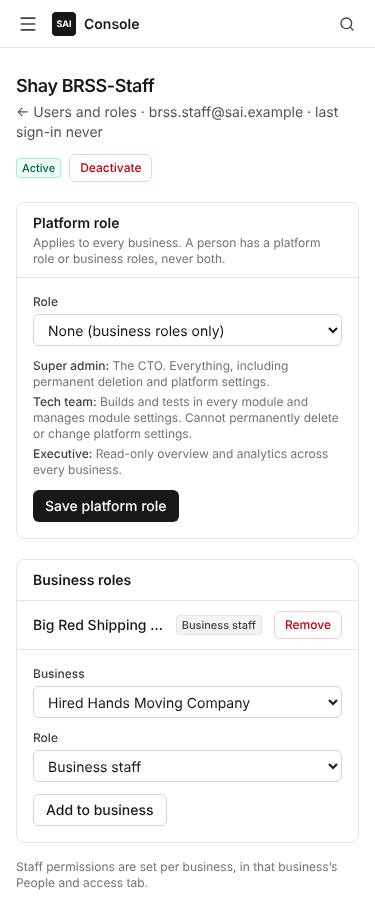 SAI Console
Shay BRSS-Staff
← Users and roles · brss.staff@sai.example · last
sign-in never
Active Deactivate
Platform role
Applies to every business. A person has a platform
role or business roles, never both.
Role
None (business roles only)
Super admin: The CTO. Everything, including
permanent deletion and platform settings.
Tech team: Builds and tests in every module and
manages module settings. Cannot permanently delete
or change platform settings.
Executive: Read-only overview and analytics across
every business.
Save platform role
Business roles
Big Red Shipping ... Business staff Remove
Business
Hired Hands Moving Company
Role
Business staff
Add to business
Staff permissions are set per business, in that business’s
People and access tab.